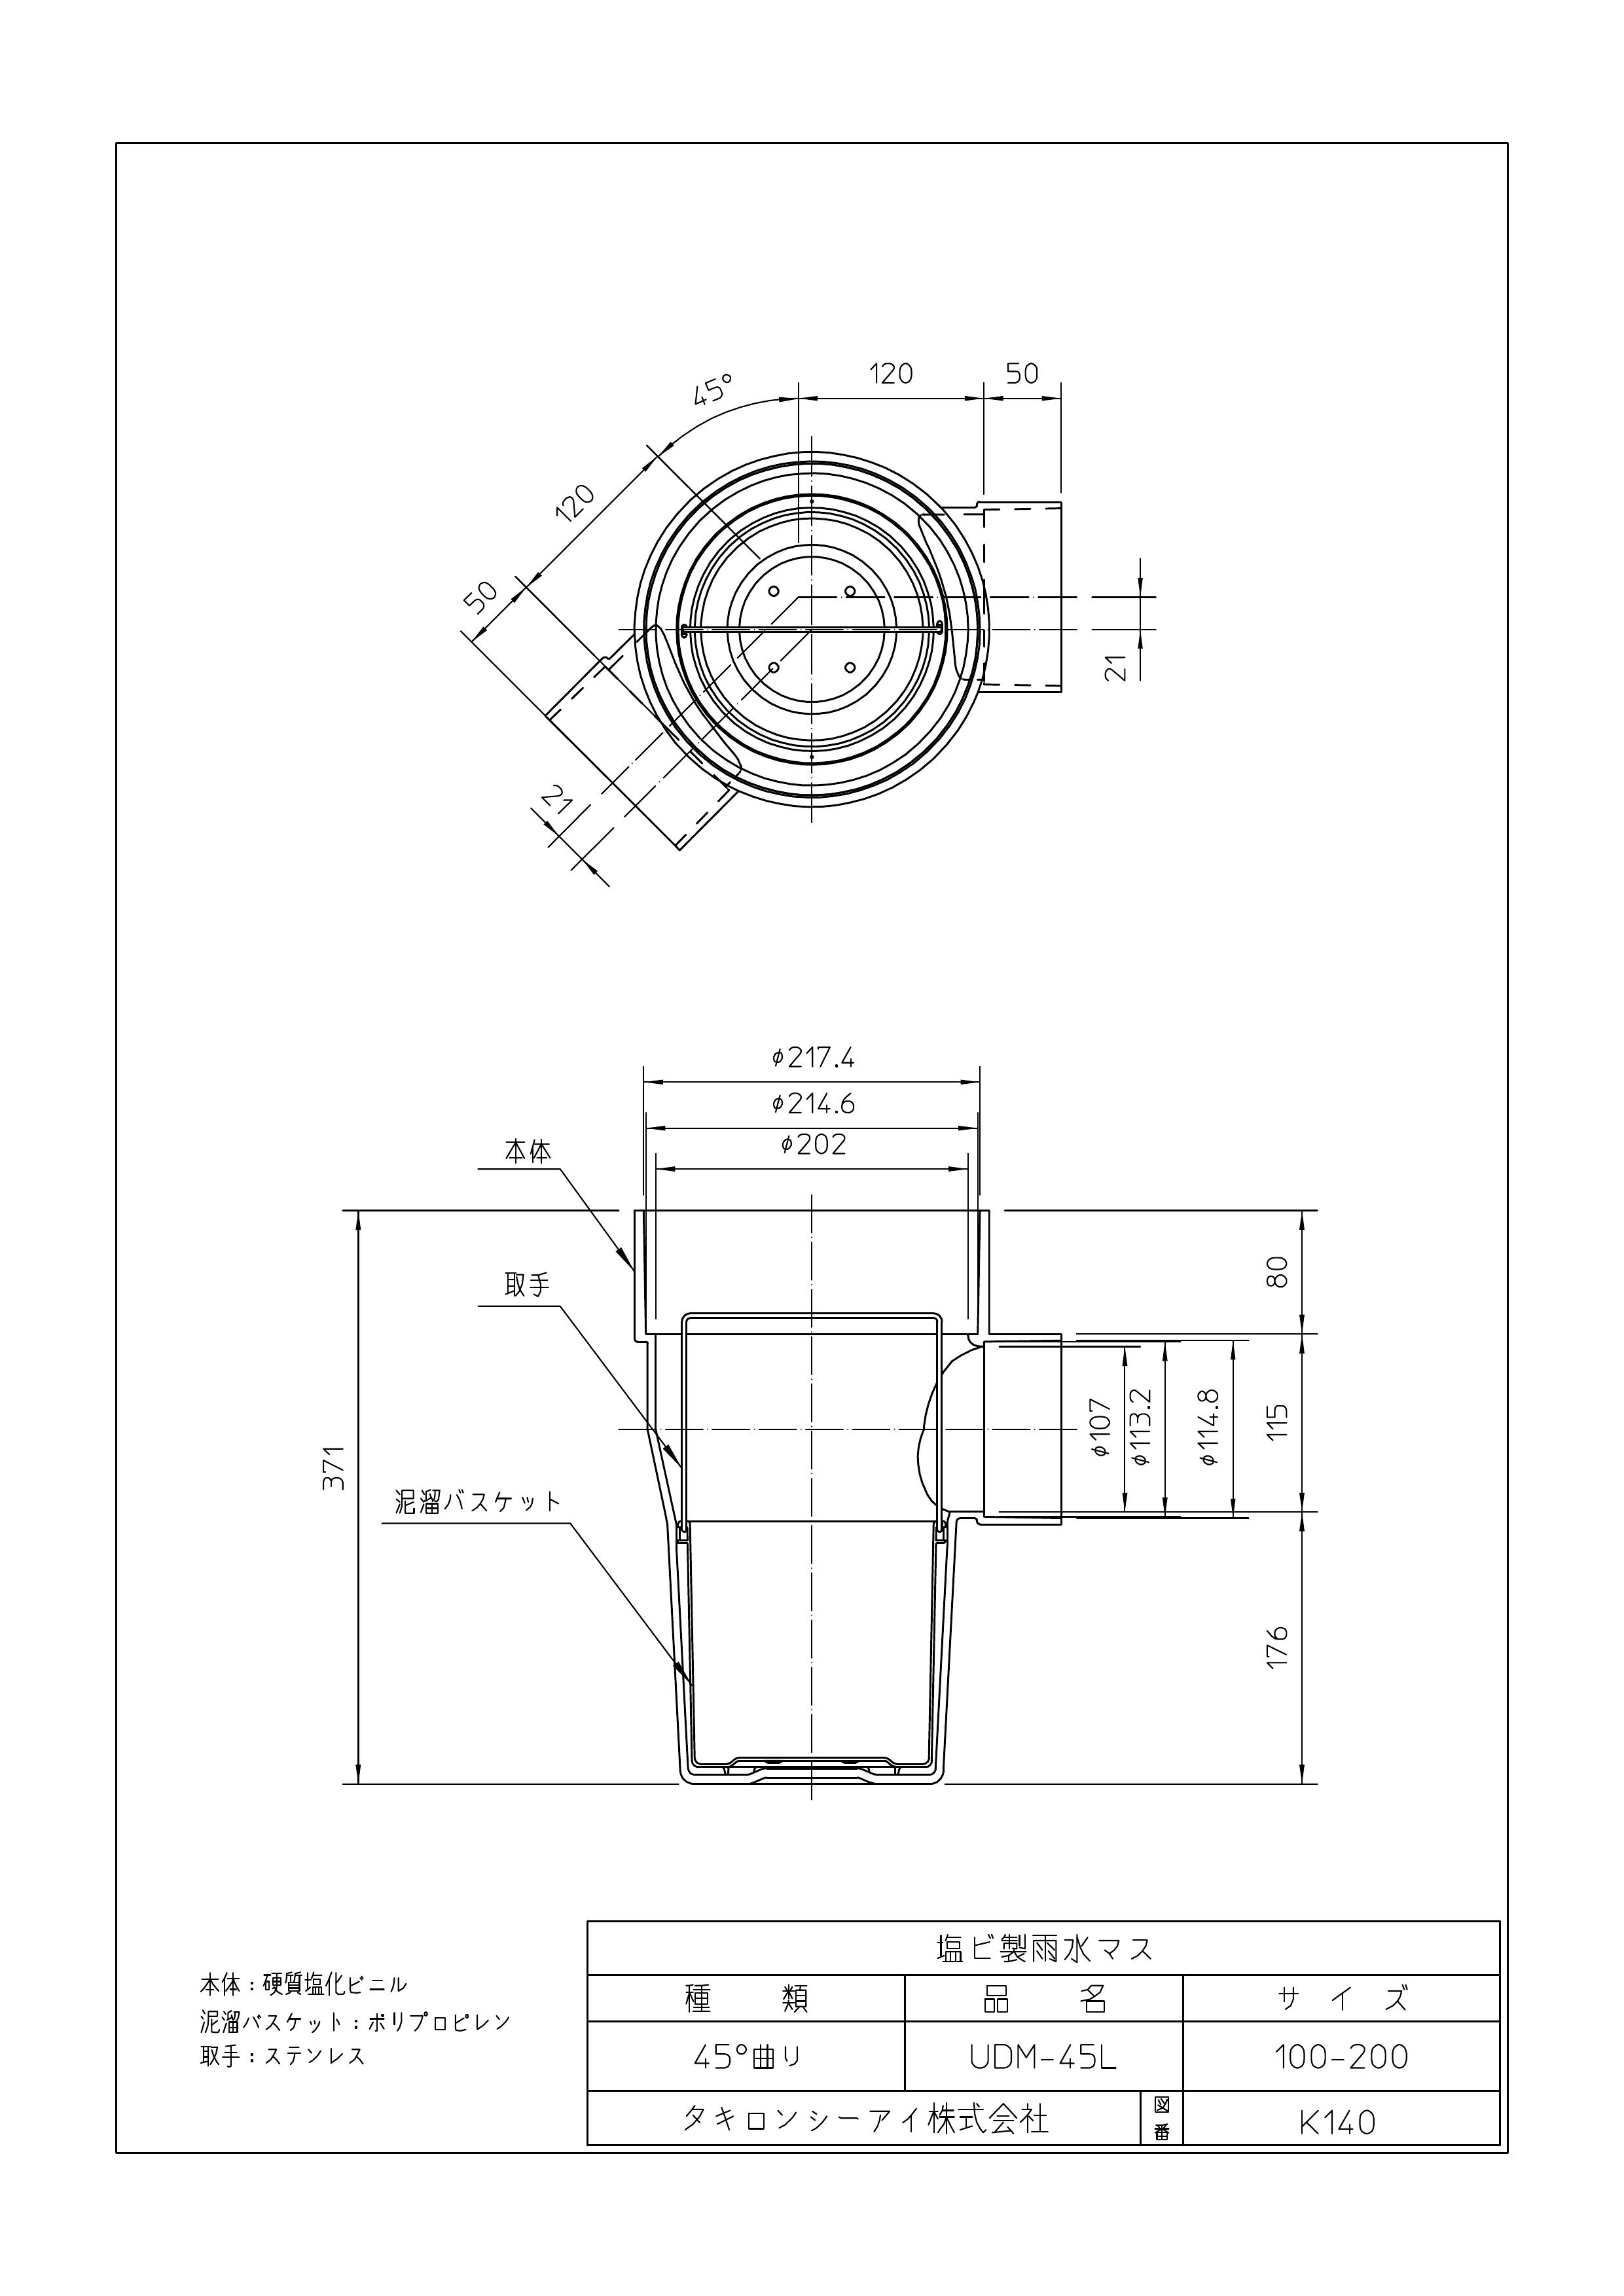 45°
120
50
120
50
21
21
φ217.4
φ214.6
φ202
本体
取手
泥溜バスケット
371
80
115
176
φ107
φ113.2
φ114.8
本体：硬質塩化ビニル
泥溜バスケット：ポリプロピレン
取手：ステンレス
塩ビ製雨水マス
種 類 品 名 サ イ ズ
45°曲り UDM-45L 100-200
タキロンシーアイ株式会社 図番 K140